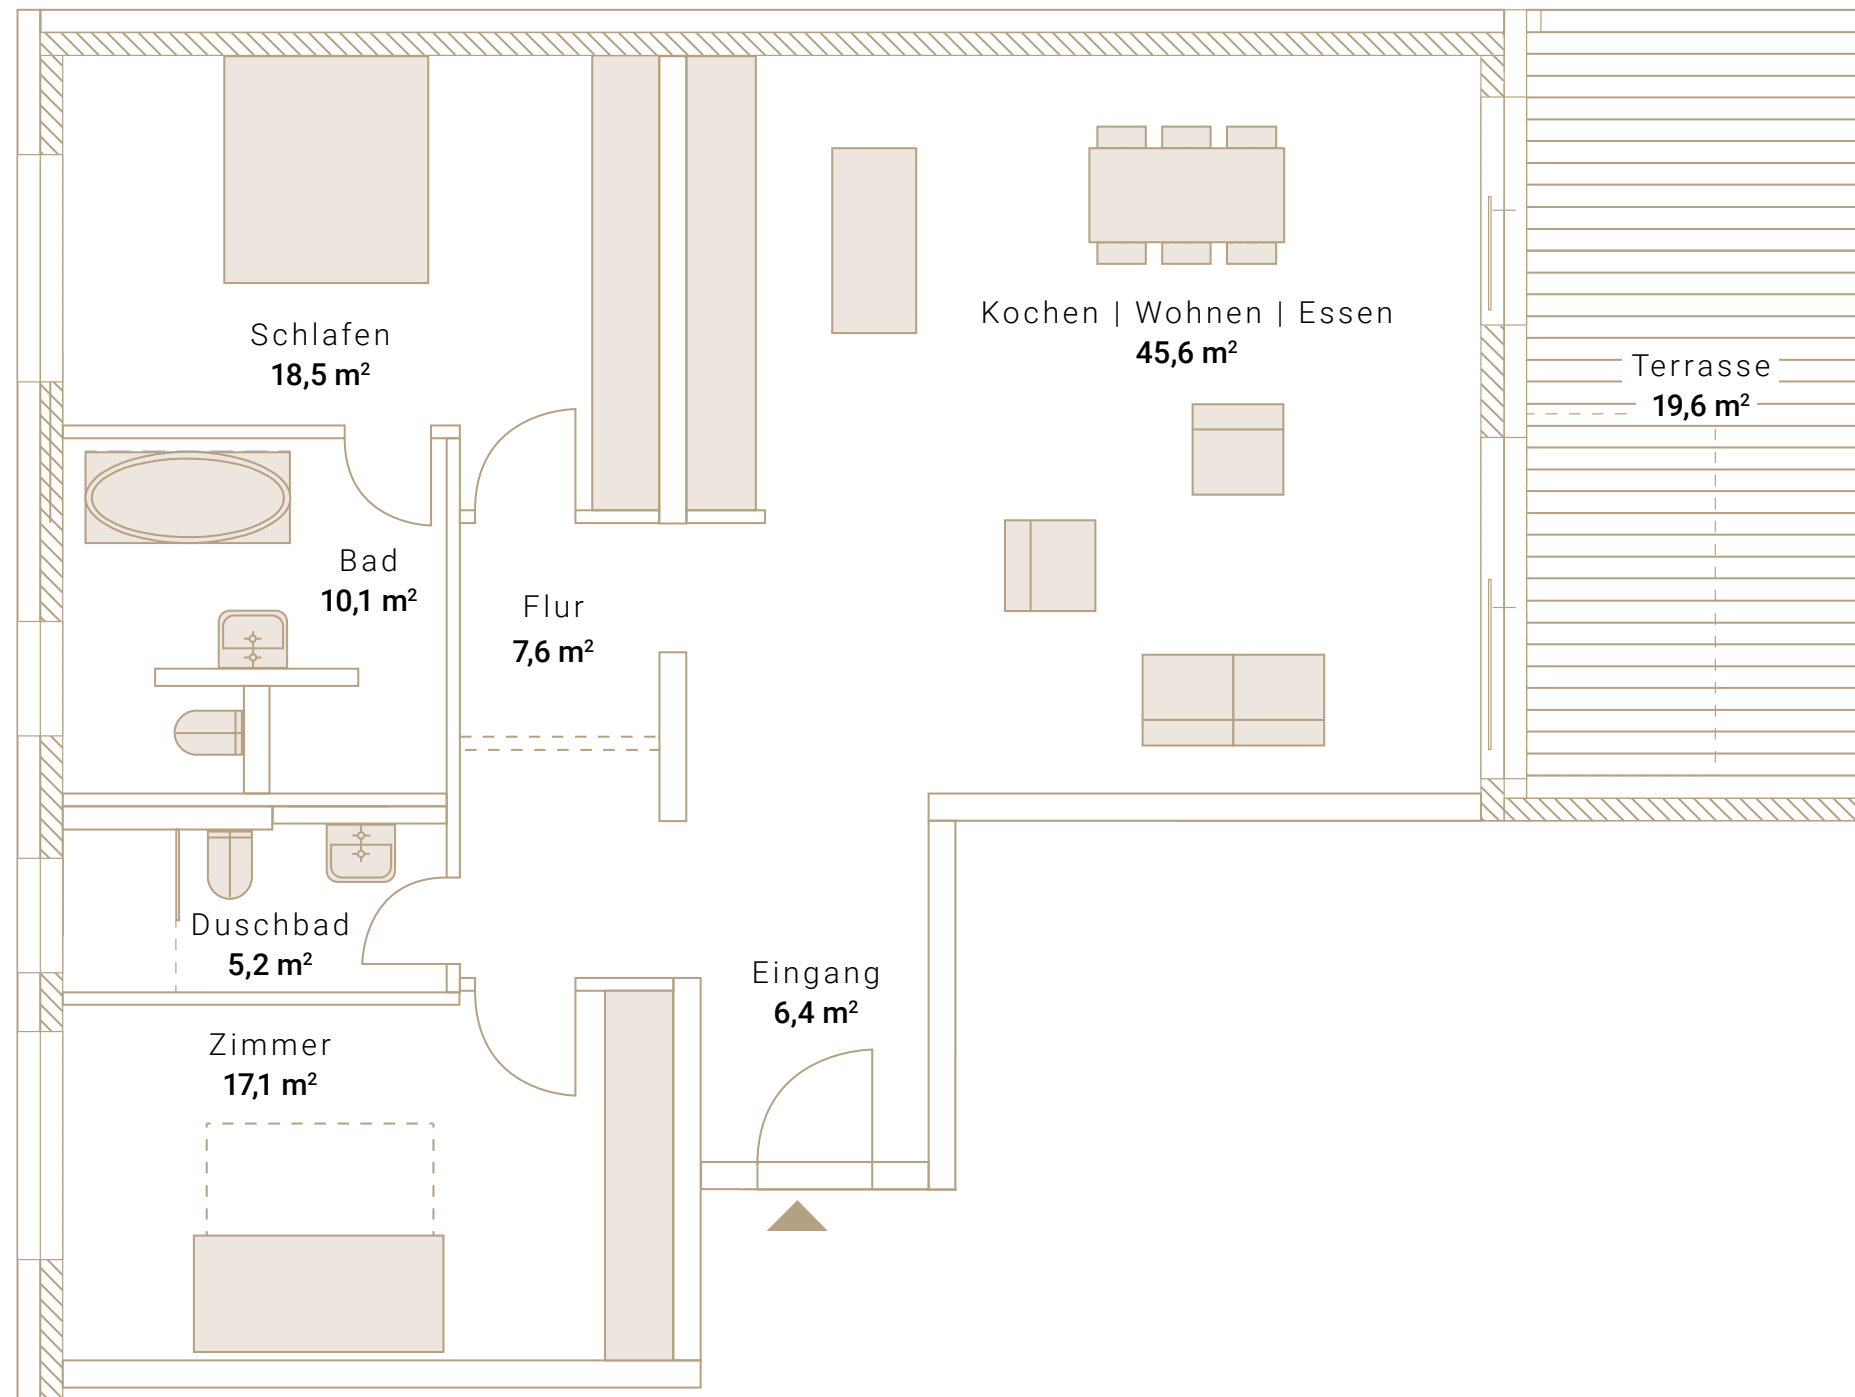 Kochen | Wohnen | Essen
45,6 m²
Schlafen
18,5 m²
Terrasse
19,6 m²
Bad
10,1 m²
Flur
7,6 m²
Duschbad
5,2 m²
Eingang
6,4 m²
Zimmer
17,1 m²